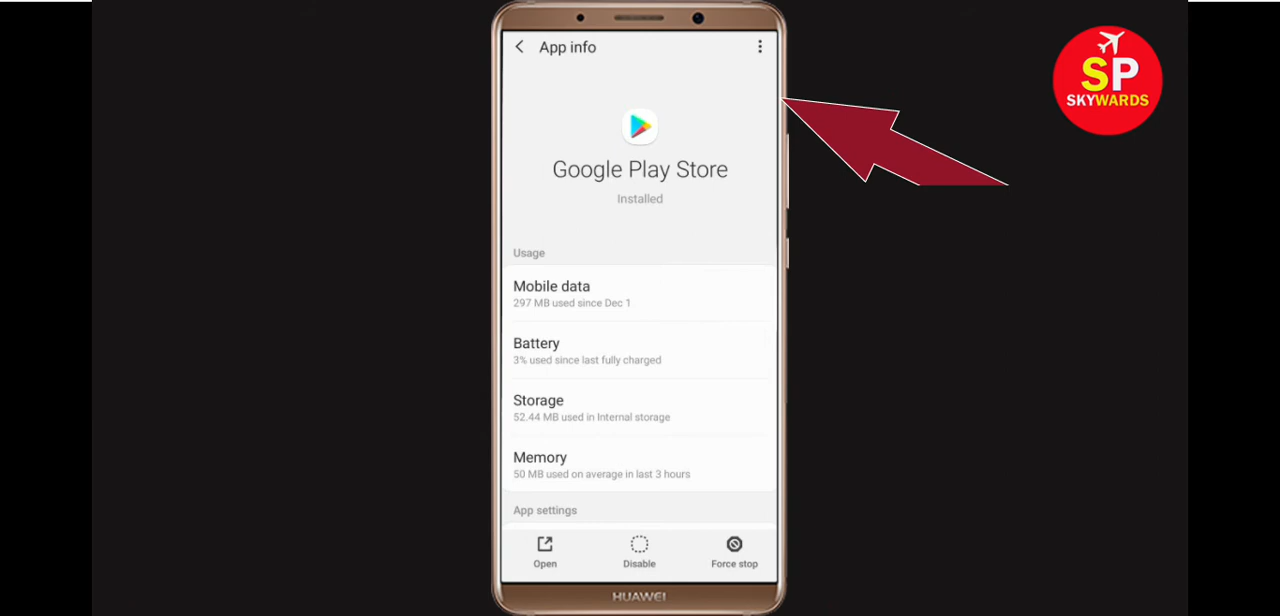 App info
SP
SKYWARDS
Google Play Store
Installed
Usage
Mobile data
297 MB used since Dec 1
Battery
3% used since last fully charged
Storage
52.44 MB used in Internal storage
Memory
50 MB used on average in last 3 hours
App settings
Open
Disable
Force stop
HUAWEI